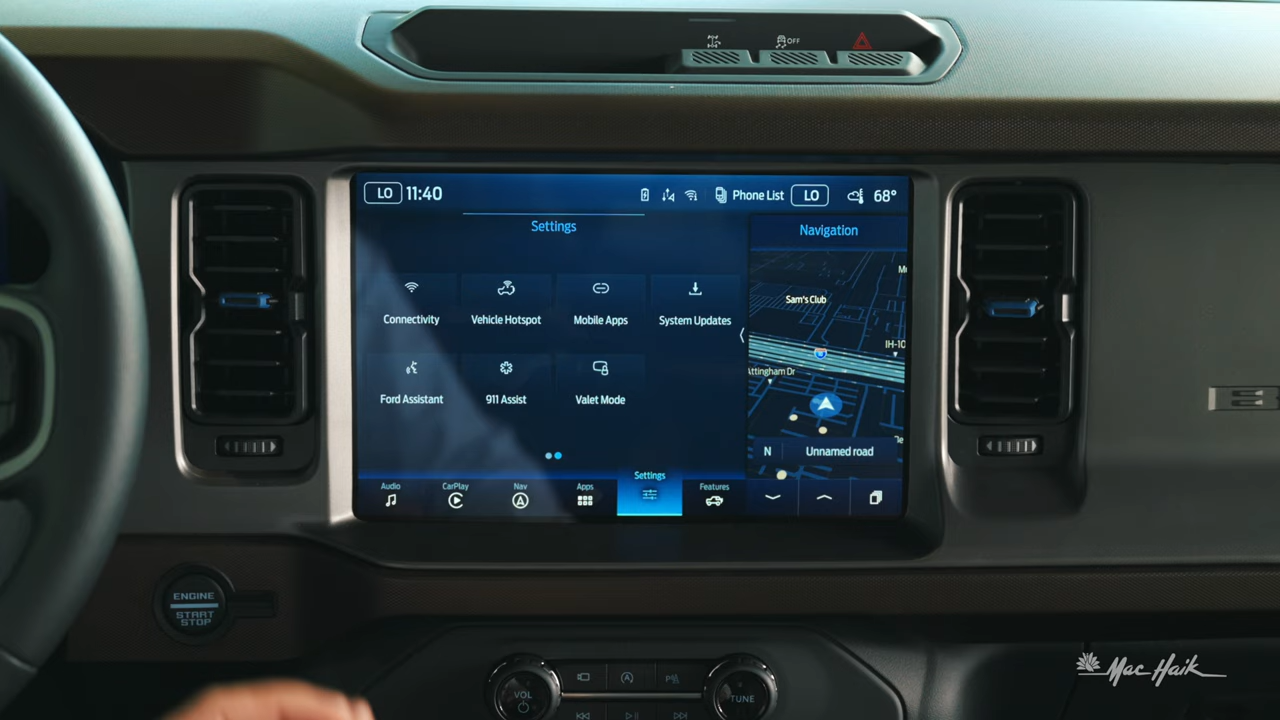 OFF
LO 11:40 Phone List LO 68°
Settings
Navigation
Connectivity Vehicle Hotspot Mobile Apps System Updates
Ford Assistant 911 Assist Valet Mode
Sam's Club
IH-10
Attingham Dr
N Unnamed road
Audio CarPlay Nav Apps Settings Features
ENGINE
START
STOP
VOL
TUNE
Mac Haik